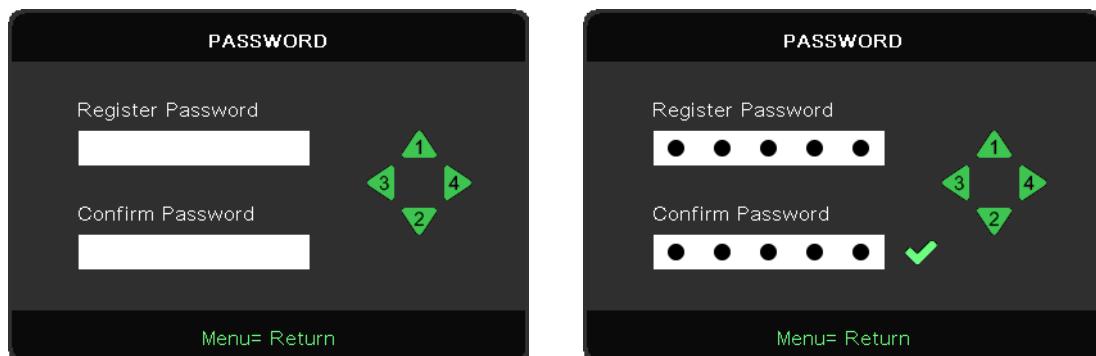 PASSWORD
Register Password
1
3 4
Confirm Password
2
Menu= Return
PASSWORD
Register Password
1
3 4
Confirm Password
2
Menu= Return